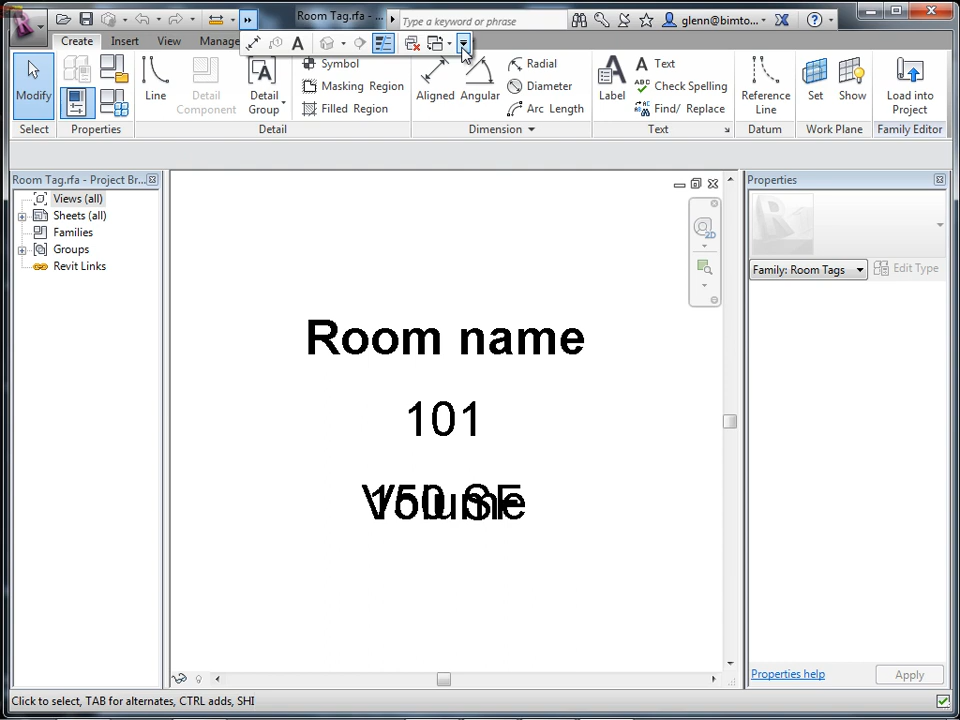 Room Tag.rfa - ...
Type a keyword or phrase
glenn@bimto...
Create
Insert
View
Manage
Modify
Select
Properties
Line
Detail Component
Detail Group
Symbol
Masking Region
Filled Region
Detail
Aligned
Angular
Radial
Diameter
Arc Length
Dimension
Label
Text
Check Spelling
Find/ Replace
Text
Reference Line
Datum
Set
Show
Work Plane
Load into Project
Family Editor
Room Tag.rfa - Project Br...
Views (all)
Sheets (all)
Families
Groups
Revit Links
2D
Room name
101
Volume
150 SF
Properties
Family: Room Tags
Edit Type
Properties help
Apply
Click to select, TAB for alternates, CTRL adds, SHI